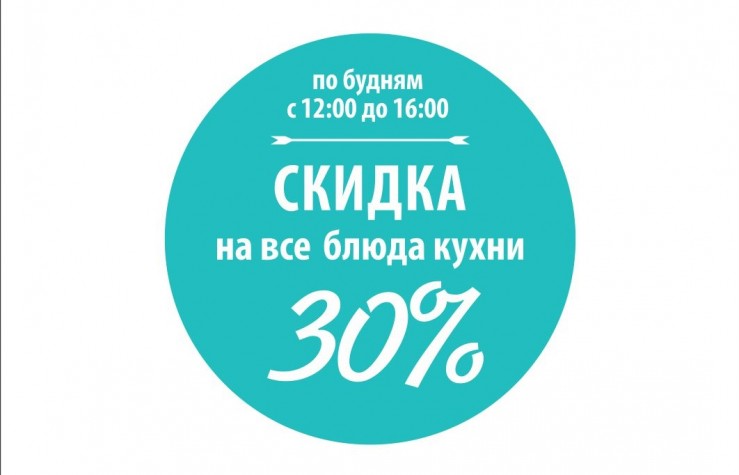 по будням
с 12:00 до 16:00
СКИДКА
на все блюда кухни
30%